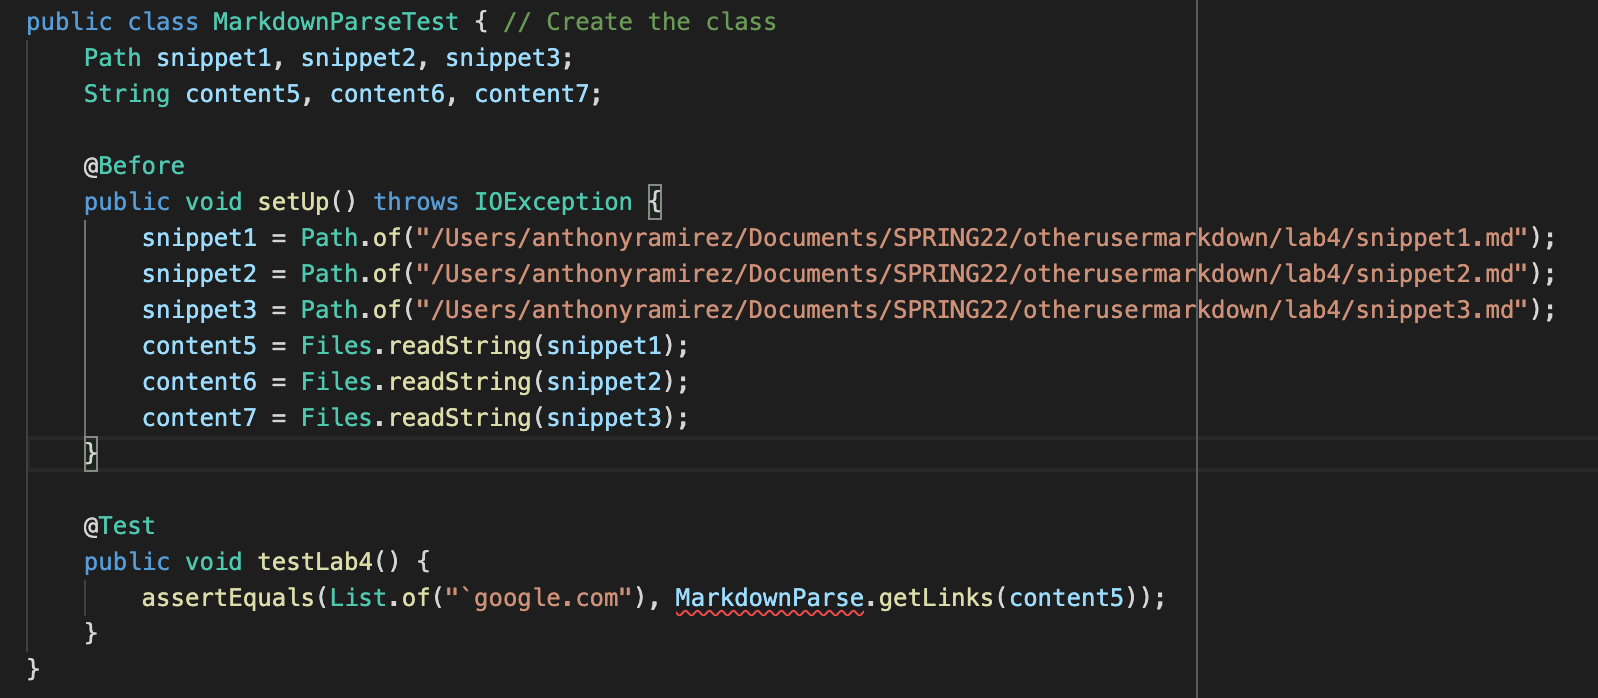 public class MarkdownParseTest { // Create the class
    Path snippet1, snippet2, snippet3;
    String content5, content6, content7;

    @Before
    public void setUp() throws IOException {
        snippet1 = Path.of("/Users/anthonyramirez/Documents/SPRING22/otherusermarkdown/lab4/snippet1.md");
        snippet2 = Path.of("/Users/anthonyramirez/Documents/SPRING22/otherusermarkdown/lab4/snippet2.md");
        snippet3 = Path.of("/Users/anthonyramirez/Documents/SPRING22/otherusermarkdown/lab4/snippet3.md");
        content5 = Files.readString(snippet1);
        content6 = Files.readString(snippet2);
        content7 = Files.readString(snippet3);
    }

    @Test
    public void testLab4() {
        assertEquals(List.of("`google.com"), MarkdownParse.getLinks(content5));
    }
}